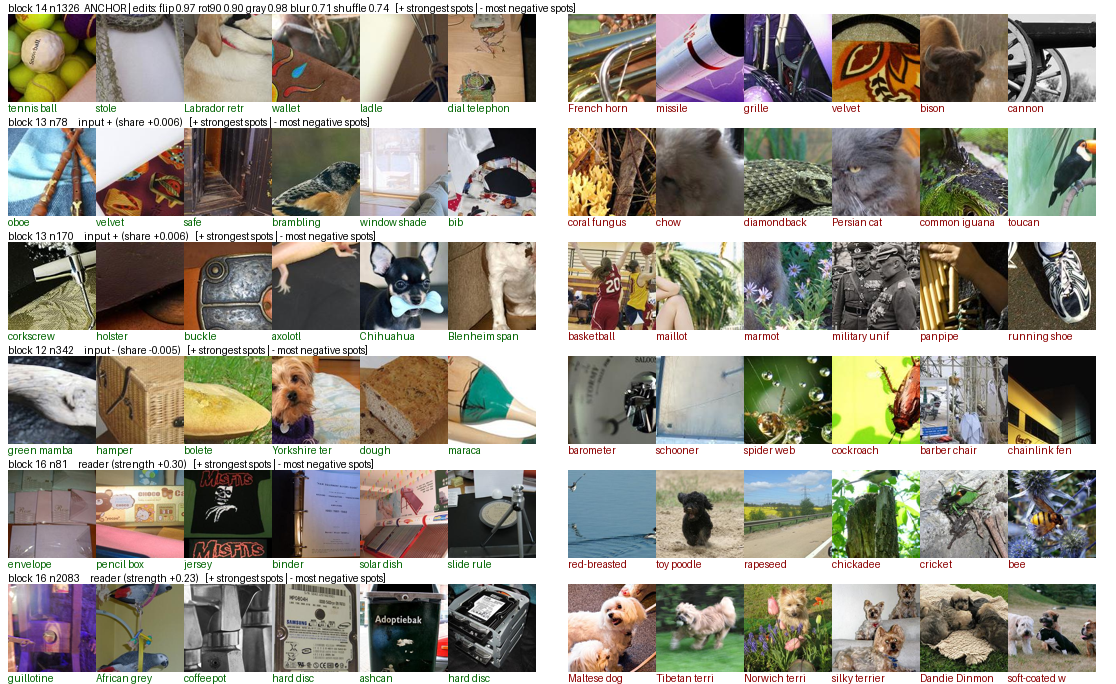 block 14 n1326 ANCHOR | edits: flip 0.97 rot90 0.90 gray 0.98 blur 0.71 shuffle 0.74 [+ strongest spots | - most negative spots]
tennis ball stole Labrador retr wallet ladle dial telephon French horn missile grille velvet bison cannon
block 13 n78 input + (share +0.006) [+ strongest spots | - most negative spots]
oboe velvet safe brambling window shade bib coral fungus chow diamondback Persian cat common iguana toucan
block 13 n170 input + (share +0.006) [+ strongest spots | - most negative spots]
20
corkscrew holster buckle axolotl Chihuahua Blenheim span basketball maillot marmot military unif panpipe running shoe
block 12 n342 input - (share -0.005) [+ strongest spots | - most negative spots]
green mamba hamper bolete Yorkshire ter dough maraca barometer schooner spider web cockroach barber chair chainlink fen
block 16 n81 reader (strength +0.30) [+ strongest spots | - most negative spots]
MISFITS
envelope pencil box jersey binder solar dish slide rule red-breasted toy poodle rapeseed chickadee cricket bee
block 16 n2083 reader (strength +0.23) [+ strongest spots | - most negative spots]
SAMSUNG
Adoptiebak
guillotine African grey coffeepot hard disc ashcan hard disc Maltese dog Tibetan terri Norwich terri silky terrier Dandie Dinmon soft-coated w